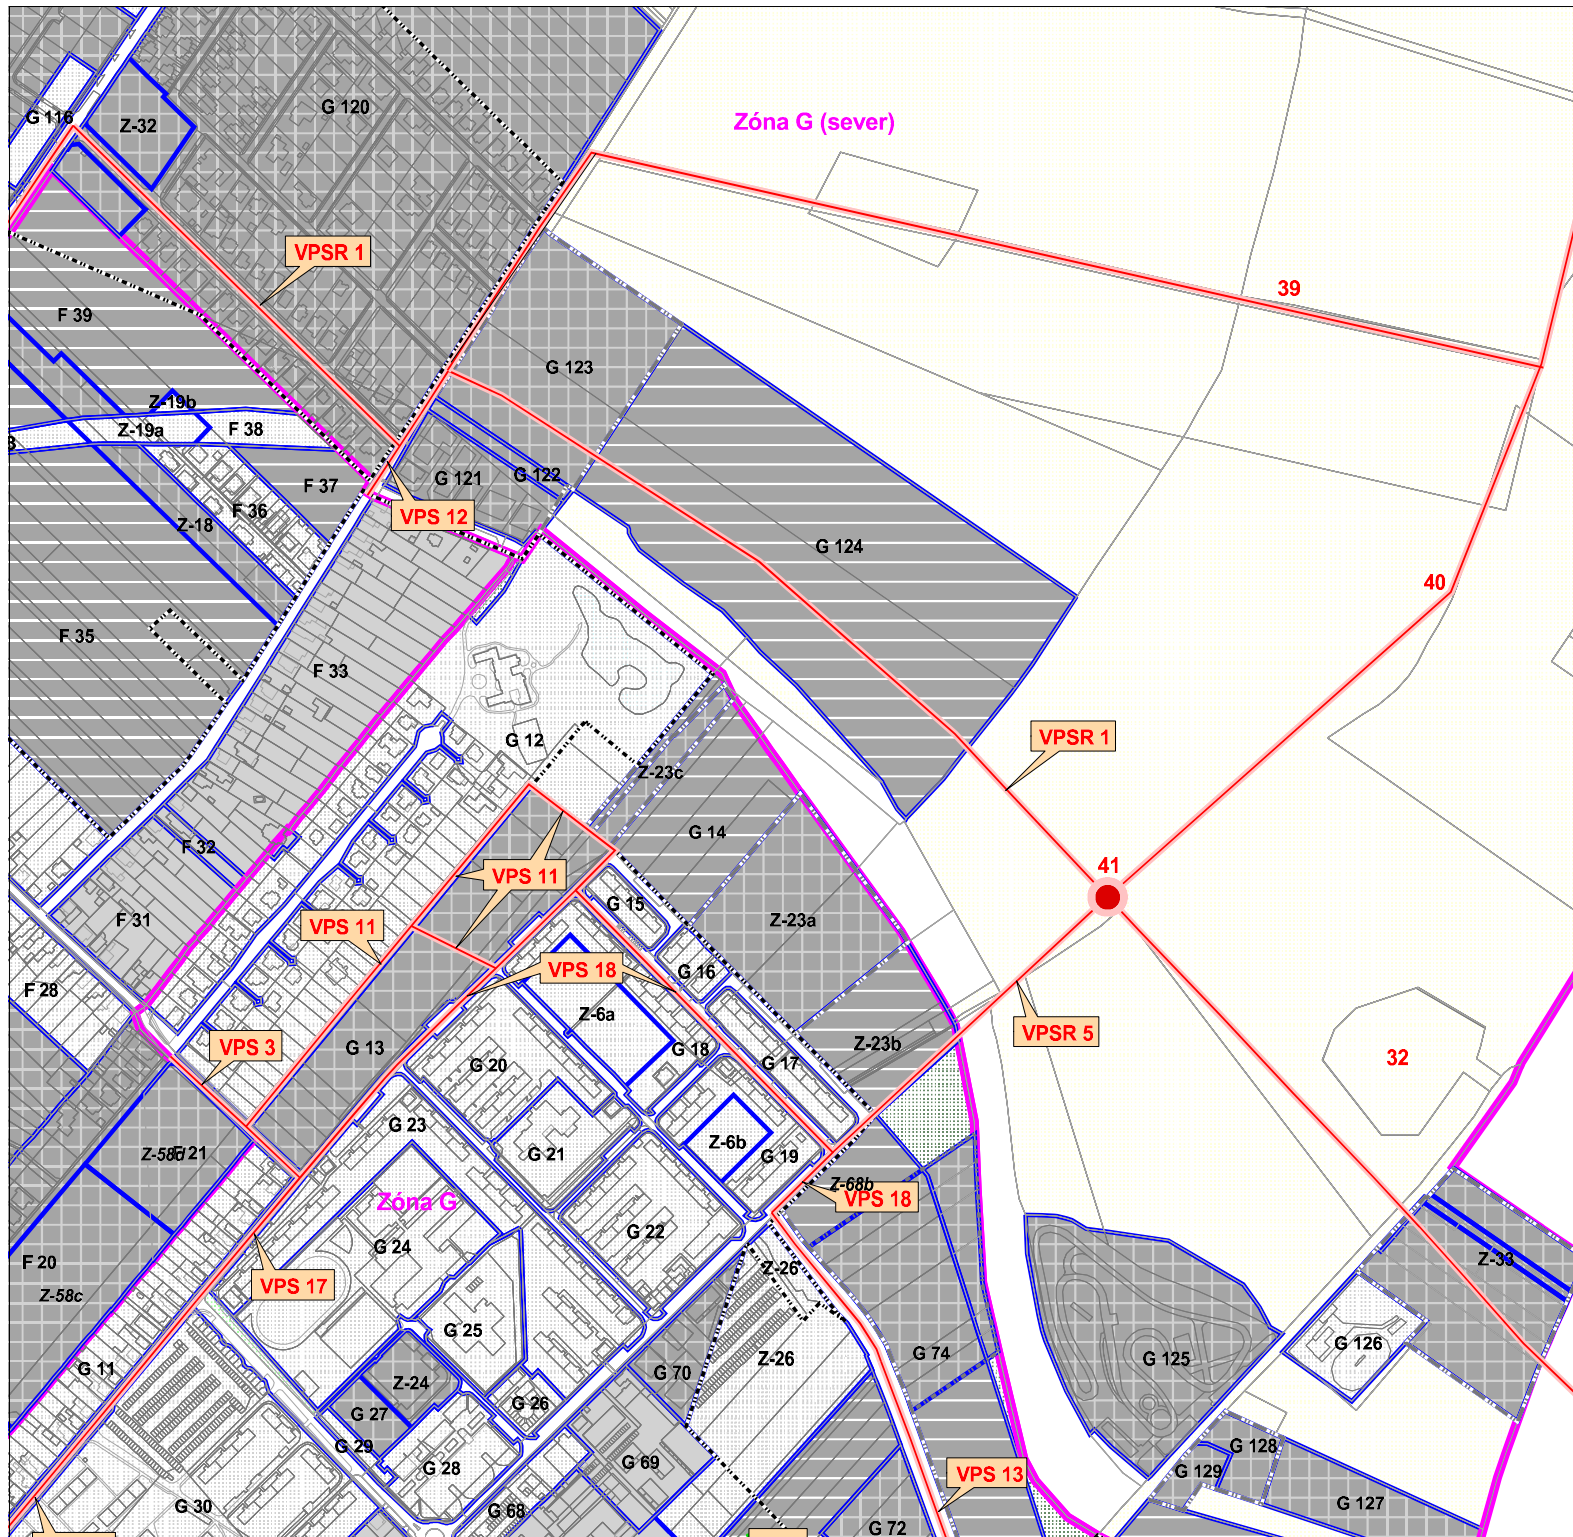 G 120
G 116
Z-32
Zóna G (sever)
VPSR 1
39
F 39
G 123
Z-19b
Z-19a
F 38
3
G 121
G 122
F 37
F 36
VPS 12
Z-18
G 124
40
F 35
F 33
G 12
VPSR 1
Z-23c
G 14
F 32
41
VPS 11
G 15
Z-23a
F 31
VPS 11
VPS 18
G 16
F 28
Z-6a
VPSR 5
VPS 3
G 13
G 18
Z-23b
G 20
G 17
32
Z-6b
Z-58d
F 21
G 21
G 19
G 23
Z-68b
VPS 18
Zóna G
G 22
G 24
F 20
Z-26
Z-33
Z-58c
VPS 17
G 25
G 126
G 11
Z-26
G 74
G 125
G 70
Z-24
G 26
G 27
G 29
G 128
G 28
G 69
VPS 13
G 129
G 30
G 68
G 127
G 72